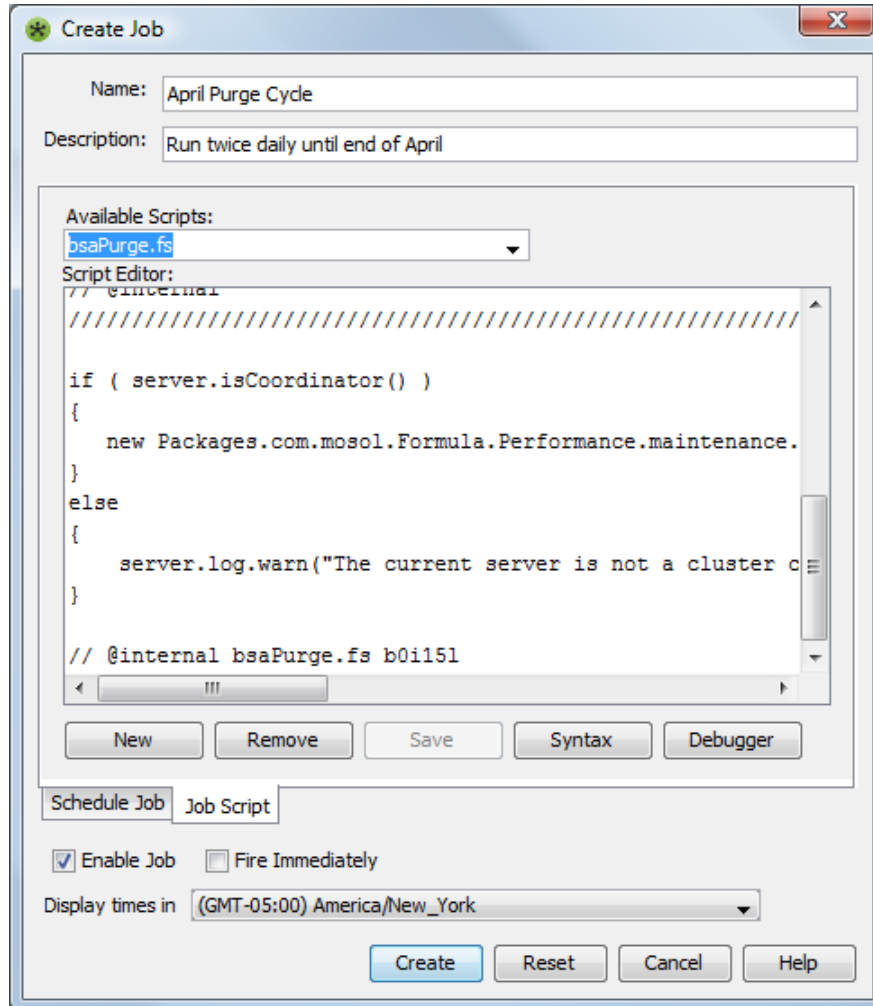 Create Job
Name: April Purge Cycle
Description: Run twice daily until end of April
Available Scripts:
bsaPurge.fs
Script Editor:
// @internal
//////////////////////////////////////////////////////////
if ( server.isCoordinator() )
{
new Packages.com.mosol.Formula.Performance.maintenance.
}
else
{
server.log.warn("The current server is not a cluster c
}
// @internal bsaPurge.fs b0i15l
New Remove Save Syntax Debugger
Schedule Job Job Script
Enable Job Fire Immediately
Display times in (GMT-05:00) America/New_York
Create Reset Cancel Help